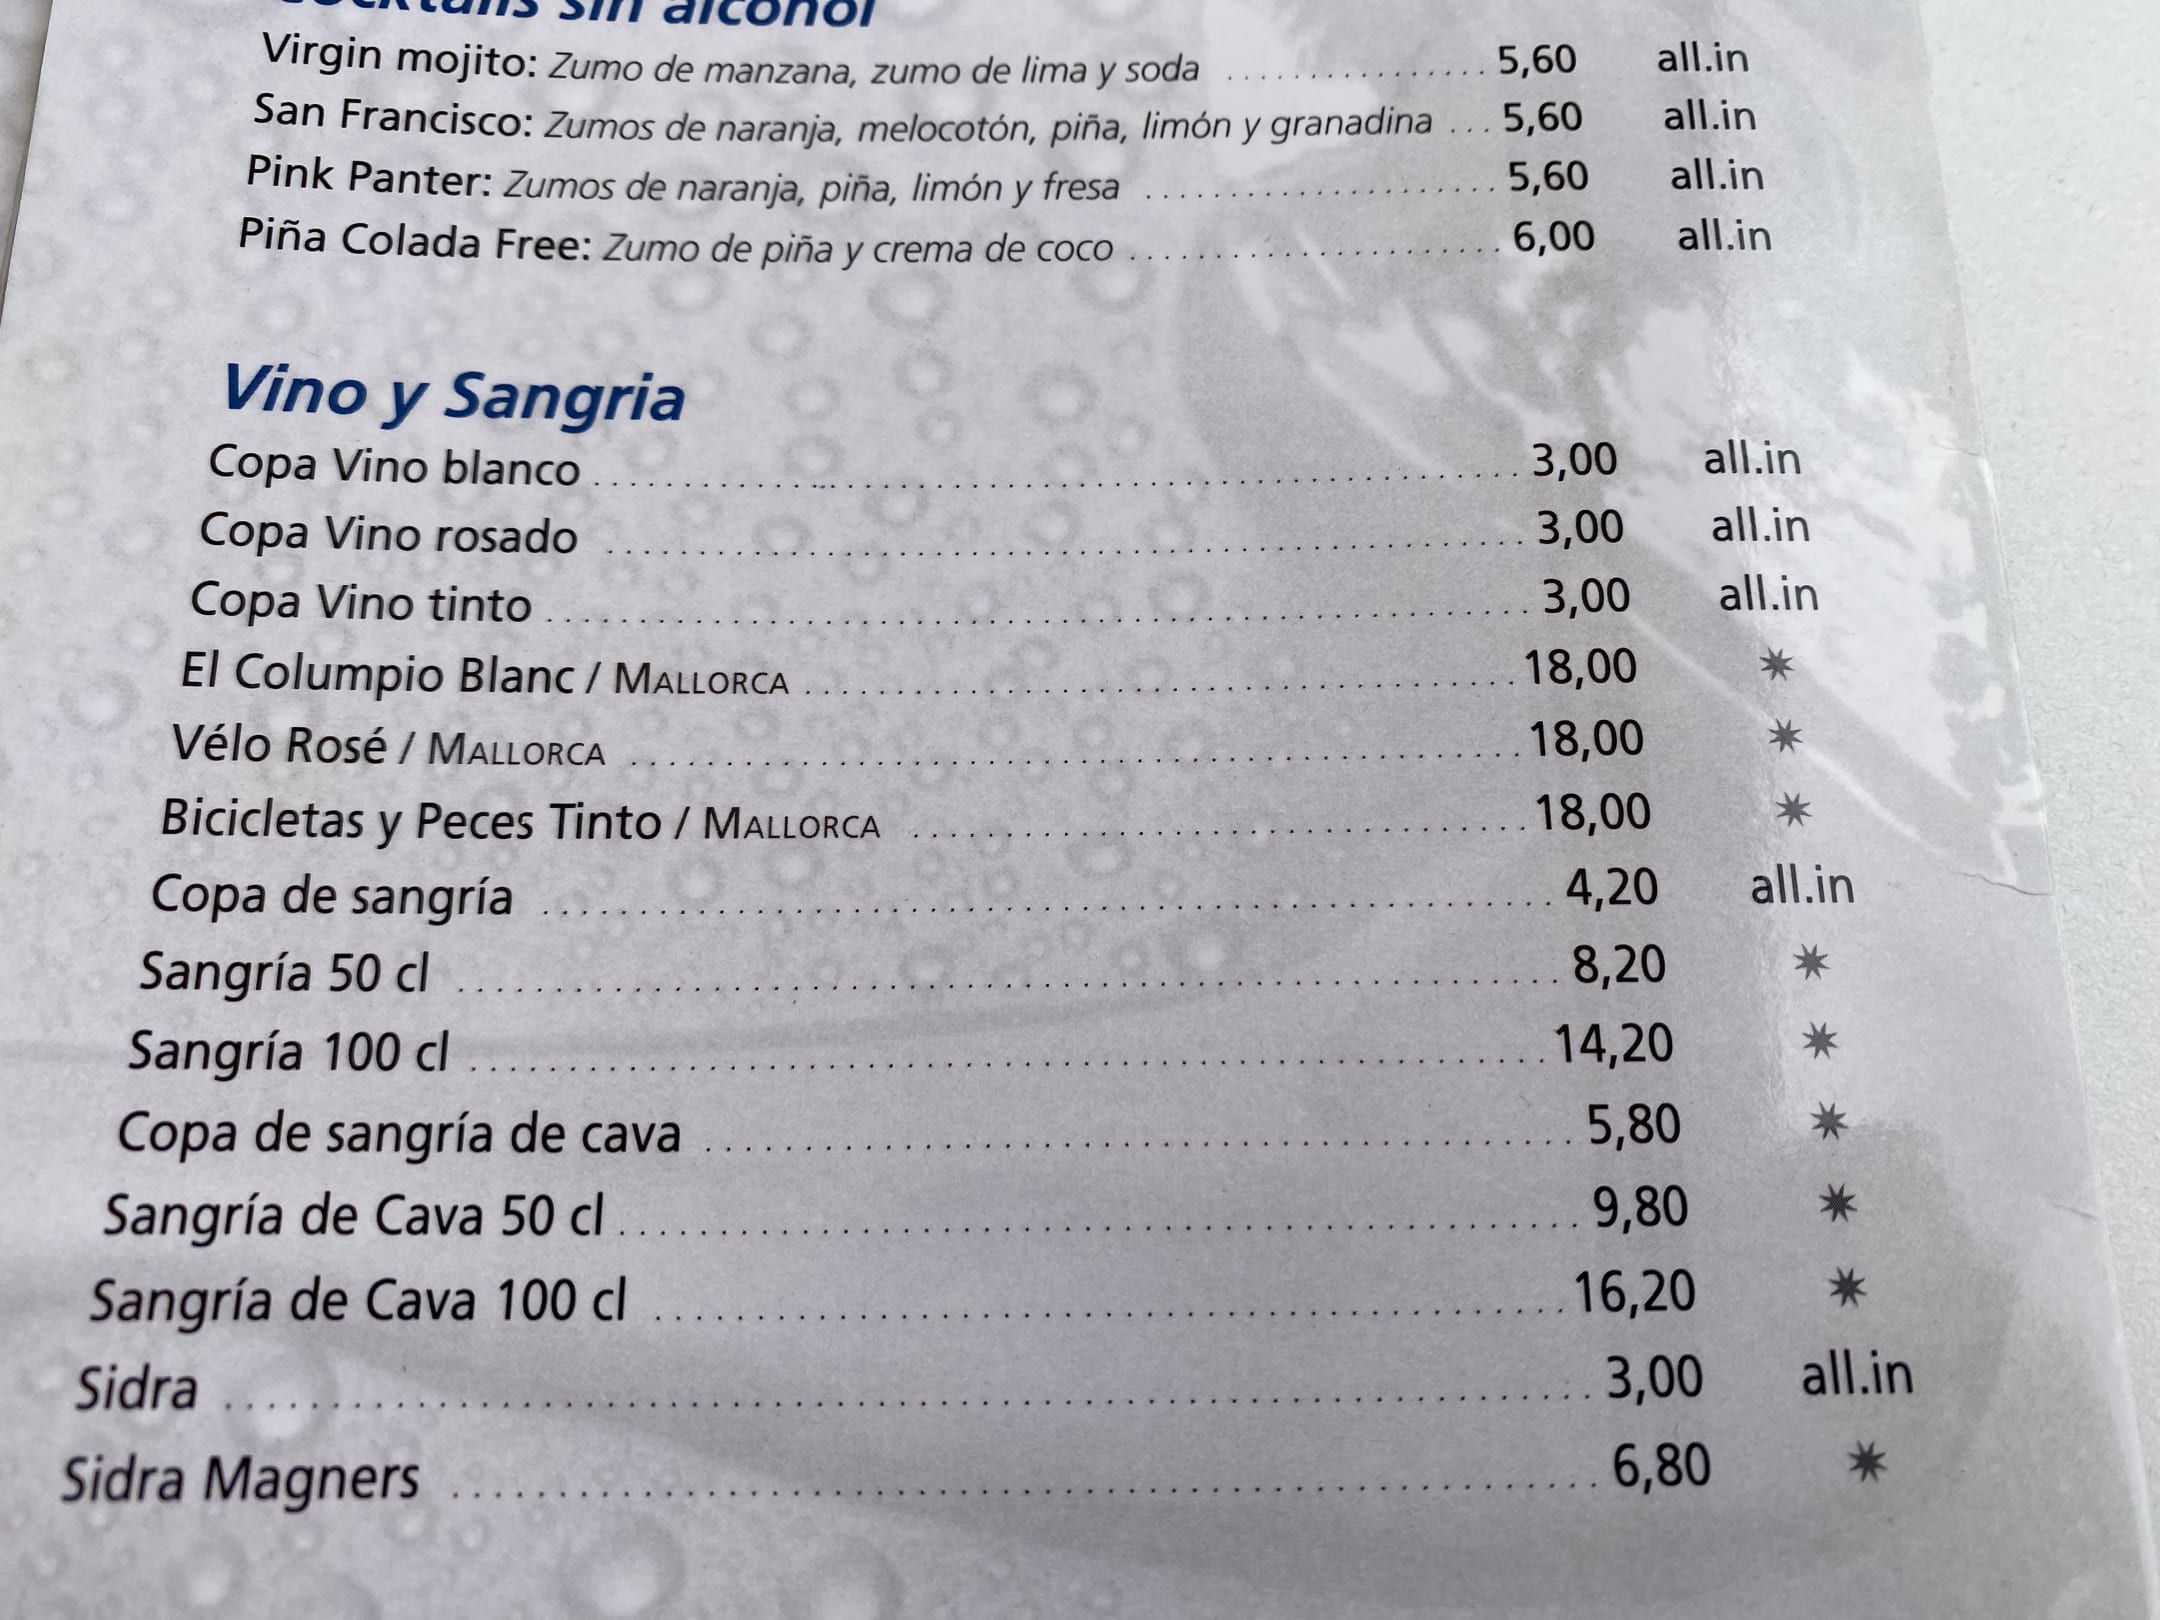 Cocktails sin alcohol
Virgin mojito: Zumo de manzana, zumo de lima y soda ................ 5,60 all.in
San Francisco: Zumos de naranja, melocotón, piña, limón y granadina ... 5,60 all.in
Pink Panter: Zumos de naranja, piña, limón y fresa ..................... 5,60 all.in
Piña Colada Free: Zumo de piña y crema de coco ...................... 6,00 all.in
Vino y Sangria
Copa Vino blanco ................................................ 3,00 all.in
Copa Vino rosado ................................................ 3,00 all.in
Copa Vino tinto ................................................ 3,00 all.in
El Columpio Blanc / MALLORCA ................................ 18,00 ✷
Vélo Rosé / MALLORCA ........................................ 18,00 ✷
Bicicletas y Peces Tinto / MALLORCA ........................... 18,00 ✷
Copa de sangría ................................................ 4,20 all.in
Sangría 50 cl ................................................ 8,20 ✷
Sangría 100 cl ................................................ 14,20 ✷
Copa de sangría de cava ................................... 5,80 ✷
Sangría de Cava 50 cl ...................................... 9,80 ✷
Sangría de Cava 100 cl ..................................... 16,20 ✷
Sidra ...................................................... 3,00 all.in
Sidra Magners ............................................. 6,80 ✷